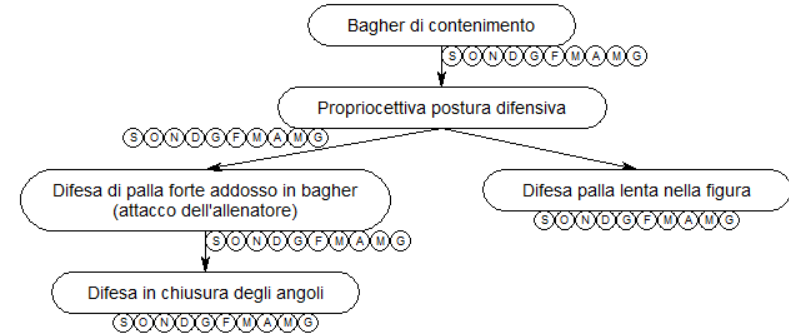 Bagher di contenimento
S O N D G F M A M G
Propriocettiva postura difensiva
S O N D G F M A M G
Difesa di palla forte addosso in bagher
(attacco dell'allenatore)
Difesa palla lenta nella figura
S O N D G F M A M G
S O N D G F M A M G
Difesa in chiusura degli angoli
S O N D G F M A M G